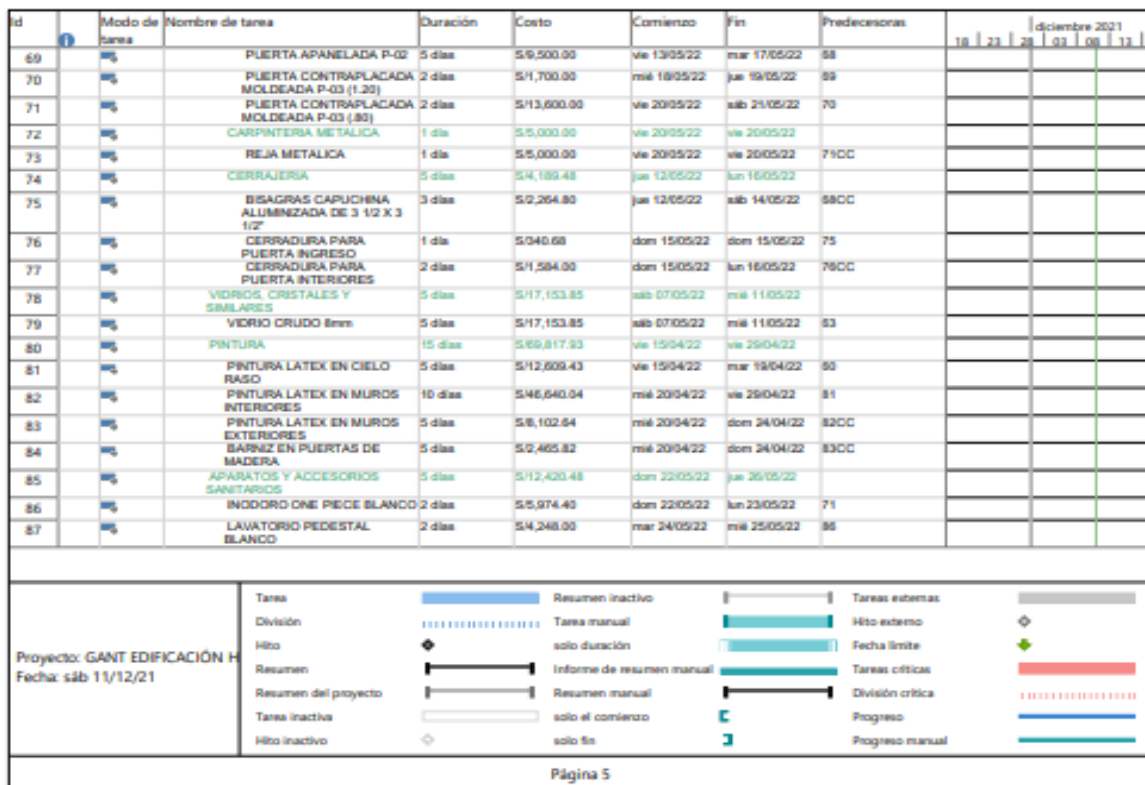 Id Modo de tarea Nombre de tarea Duración Costo Comienzo Fin Predecesoras diciembre 2021
18 23 28 03 08 13
69 PUERTA APANELADA P-02 5 días S/9,500.00 vie 13/05/22 mar 17/05/22 68
70 PUERTA CONTRAPLACADA MOLDEADA P-03 (1.20) 2 días S/1,700.00 mié 18/05/22 jue 19/05/22 69
71 PUERTA CONTRAPLACADA MOLDEADA P-03 (.80) 2 días S/13,600.00 vie 20/05/22 sáb 21/05/22 70
72 CARPINTERIA METALICA 1 día S/5,000.00 vie 20/05/22 vie 20/05/22
73 REJA METALICA 1 día S/5,000.00 vie 20/05/22 vie 20/05/22 71CC
74 CERRAJERIA 5 días S/4,189.48 jue 12/05/22 lun 16/05/22
75 BISAGRAS CAPUCHINA ALUMINIZADA DE 3 1/2 X 3 1/2" 3 días S/2,264.80 jue 12/05/22 sáb 14/05/22 68CC
76 CERRADURA PARA PUERTA INGRESO 1 día S/340.68 dom 15/05/22 dom 15/05/22 75
77 CERRADURA PARA PUERTA INTERIORES 2 días S/1,584.00 dom 15/05/22 lun 16/05/22 76CC
78 VIDRIOS, CRISTALES Y SIMILARES 5 días S/17,153.85 sáb 07/05/22 mié 11/05/22
79 VIDRIO CRUDO 8mm 5 días S/17,153.85 sáb 07/05/22 mié 11/05/22 63
80 PINTURA 15 días S/69,817.93 vie 15/04/22 vie 29/04/22
81 PINTURA LATEX EN CIELO RASO 5 días S/12,609.43 vie 15/04/22 mar 19/04/22 60
82 PINTURA LATEX EN MUROS INTERIORES 10 días S/46,640.04 mié 20/04/22 vie 29/04/22 81
83 PINTURA LATEX EN MUROS EXTERIORES 5 días S/8,102.64 mié 20/04/22 dom 24/04/22 82CC
84 BARNIZ EN PUERTAS DE MADERA 5 días S/2,465.82 mié 20/04/22 dom 24/04/22 83CC
85 APARATOS Y ACCESORIOS SANITARIOS 5 días S/12,420.48 dom 22/05/22 jue 26/05/22
86 INODORO ONE PIECE BLANCO 2 días S/5,974.40 dom 22/05/22 lun 23/05/22 71
87 LAVATORIO PEDESTAL BLANCO 2 días S/4,248.00 mar 24/05/22 mié 25/05/22 86
Proyecto: GANT EDIFICACIÓN H
Fecha: sáb 11/12/21
Tarea Resumen inactivo Tareas externas
División Tarea manual Hito externo
Hito solo duración Fecha límite
Resumen Informe de resumen manual Tareas críticas
Resumen del proyecto Resumen manual División crítica
Tarea inactiva solo el comienzo Progreso
Hito inactivo solo fin Progreso manual
Página 5